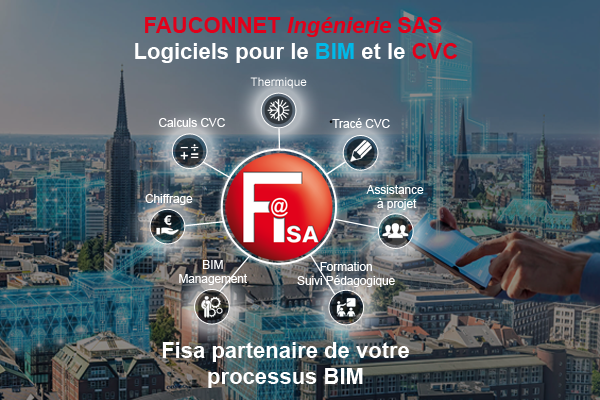 FAUCONNET Ingénierie SAS
Logiciels pour le BIM et le CVC
Thermique
Calculs CVC
Tracé CVC
Chiffrage
Assistance
à projet
F@iSA
BIM
Management
Formation
Suivi Pédagogique
Fisa partenaire de votre
processus BIM